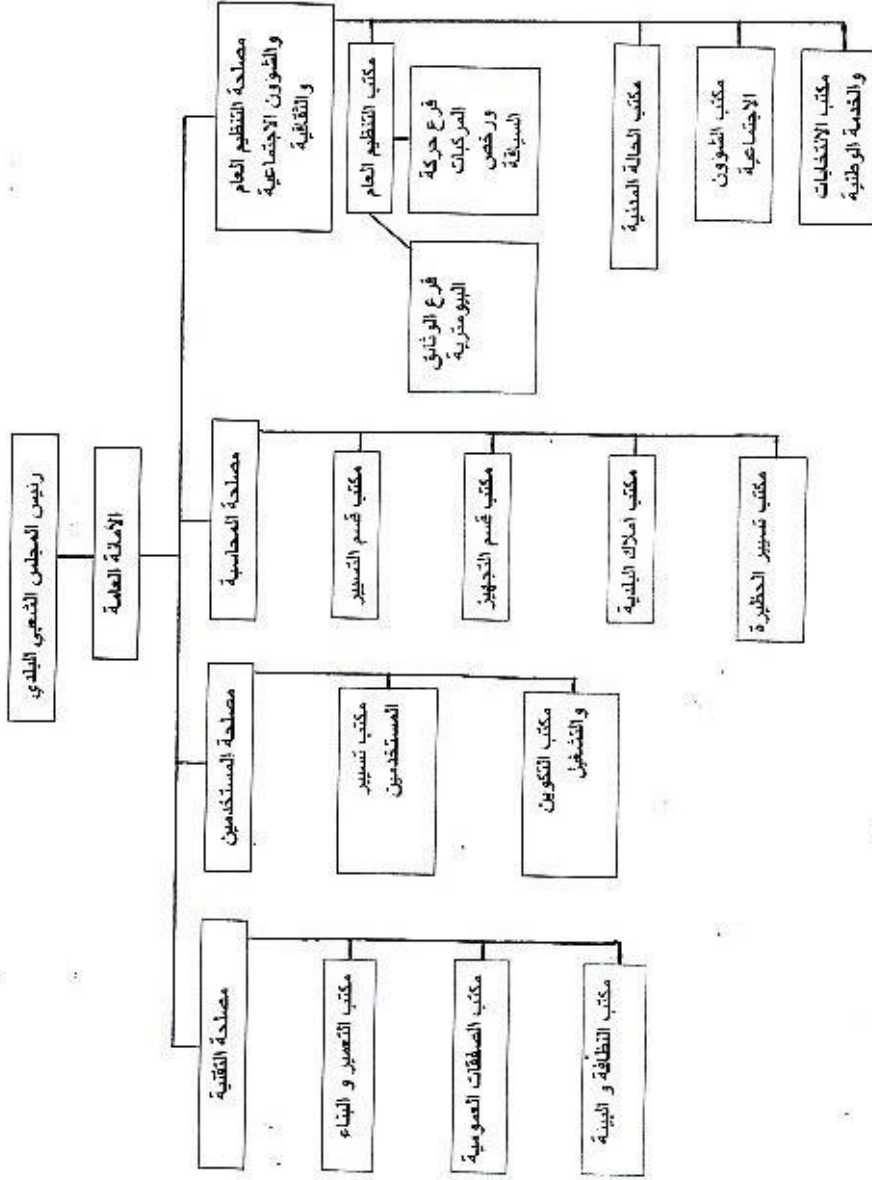 رئيس المجلس الشعبي البلدي
الأمانة العامة
مصلحة التنظيم العام
والشؤون الاجتماعية
والثقافية
مكتب التنظيم العام
فرع حركة
المركبات
ورخص
السياقة
فرع الوثائق
البيومترية
مكتب الحالة المدنية
مكتب الشؤون
الاجتماعية
مكتب الانتخابات
والخدمة الوطنية
مصلحة المحاسبة
مكتب قسم التسيير
مكتب قسم التجهيز
مكتب املاك البلدية
مكتب تسيير الحظيرة
مصلحة المستخدمين
مكتب تسيير
المستخدمين
مكتب التكوين
والتشغيل
مصلحة التقنية
مكتب التعمير و البناء
مكتب الصفقات العمومية
مكتب النظافة و البيئة